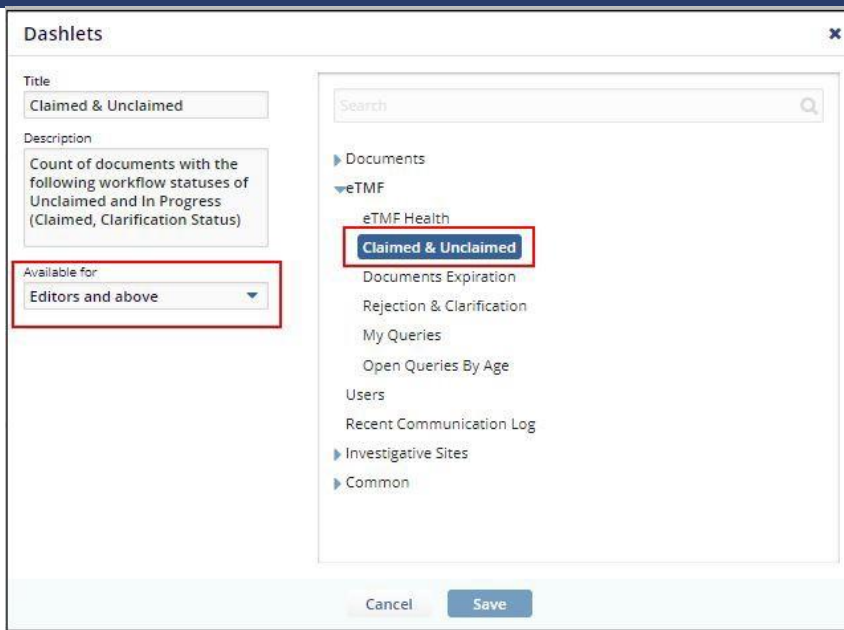 Dashlets
Title
Claimed & Unclaimed
Description
Count of documents with the
following workflow statuses of
Unclaimed and In Progress
(Claimed, Clarification Status)
Available for
Editors and above
Search
Documents
eTMF
eTMF Health
Claimed & Unclaimed
Documents Expiration
Rejection & Clarification
My Queries
Open Queries By Age
Users
Recent Communication Log
Investigative Sites
Common
Cancel
Save